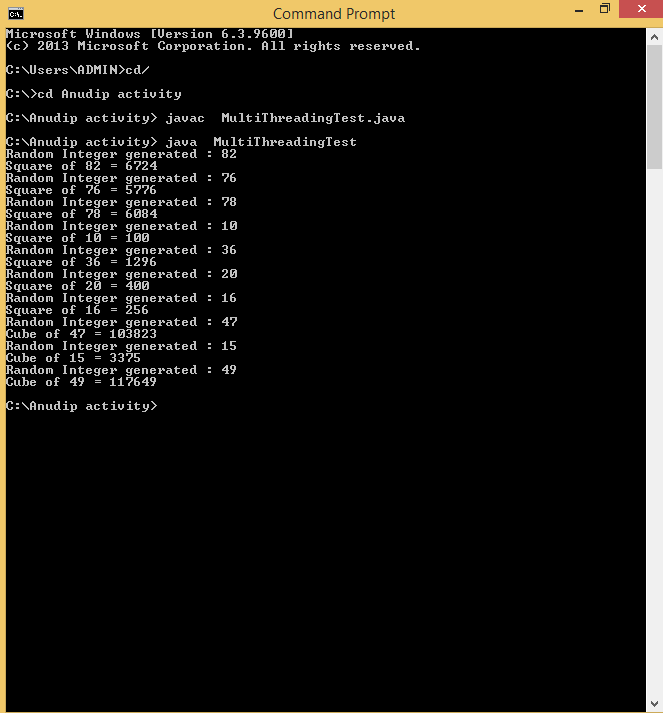 Command Prompt
Microsoft Windows [Version 6.3.9600]
(c) 2013 Microsoft Corporation. All rights reserved.
C:\Users\ADMIN>cd/
C:\>cd Anudip activity
C:\Anudip activity> javac  MultiThreadingTest.java
C:\Anudip activity> java  MultiThreadingTest
Random Integer generated : 82
Square of 82 = 6724
Random Integer generated : 76
Square of 76 = 5776
Random Integer generated : 78
Square of 78 = 6084
Random Integer generated : 10
Square of 10 = 100
Random Integer generated : 36
Square of 36 = 1296
Random Integer generated : 20
Square of 20 = 400
Random Integer generated : 16
Square of 16 = 256
Random Integer generated : 47
Cube of 47 = 103823
Random Integer generated : 15
Cube of 15 = 3375
Random Integer generated : 49
Cube of 49 = 117649
C:\Anudip activity>